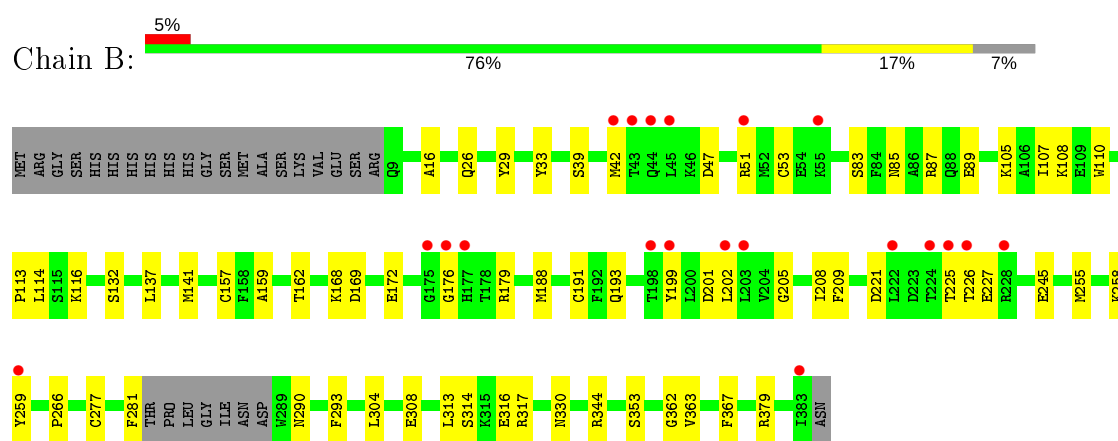 5%
Chain B:
76% 17% 7%
MET ARG GLY SER HIS HIS HIS HIS HIS HIS GLY SER MET ALA SER LYS VAL GLU SER ARG Q9 A16 Q26 Y29 Y33 S39 M42 T43 Q44 L45 K46 D47 R51 M52 C53 E54 K55 S83 F84 N85 A86 R87 Q88 E89 K105 A106 I107 K108 E109 W110
P113 L114 S115 K116 S132 L137 M141 C157 F158 A159 T162 K168 D169 E172 G175 G176 H177 T178 R179 M188 C191 F192 Q193 T198 Y199 L200 D201 L202 L203 V204 G205 I208 F209 D221 L222 D223 T224 T225 T226 E227 R228 E245 M255 K258
Y259 P266 C277 F281 THR PRO LEU GLY ILE ASN ASP W289 N290 F293 L304 E308 L313 S314 K315 E316 R317 N330 R344 S353 G362 V363 F367 R379 I383 ASN